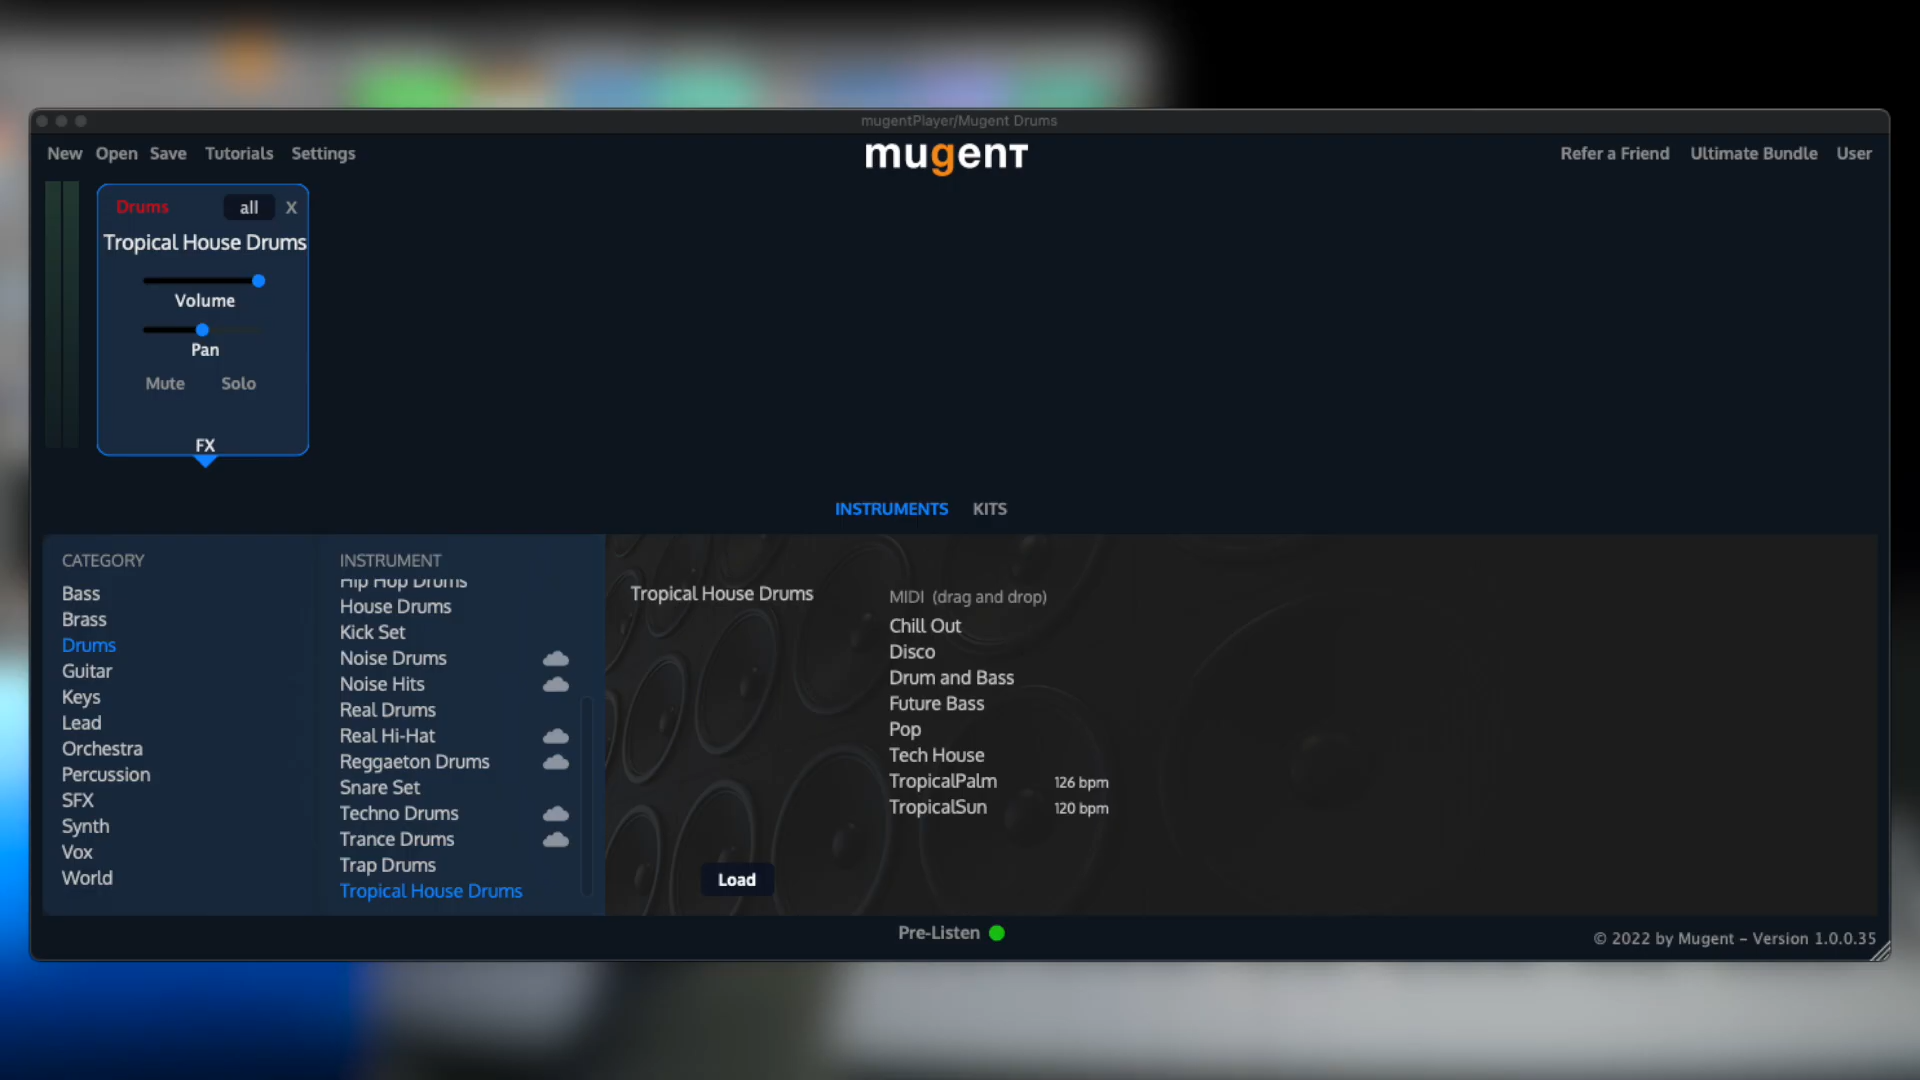 mugentPlayer/Mugent Drums
New Open Save Tutorials Settings
mugent
Refer a Friend Ultimate Bundle User
Drums all X
Tropical House Drums
Volume
Pan
Mute Solo
FX
INSTRUMENTS KITS
CATEGORY
Bass
Brass
Drums
Guitar
Keys
Lead
Orchestra
Percussion
SFX
Synth
Vox
World
INSTRUMENT
Hip Hop Drums
House Drums
Kick Set
Noise Drums
Noise Hits
Real Drums
Real Hi-Hat
Reggaeton Drums
Snare Set
Techno Drums
Trance Drums
Trap Drums
Tropical House Drums
Tropical House Drums
Load
MIDI (drag and drop)
Chill Out
Disco
Drum and Bass
Future Bass
Pop
Tech House
TropicalPalm 126 bpm
TropicalSun 120 bpm
Pre-Listen
© 2022 by Mugent – Version 1.0.0.35